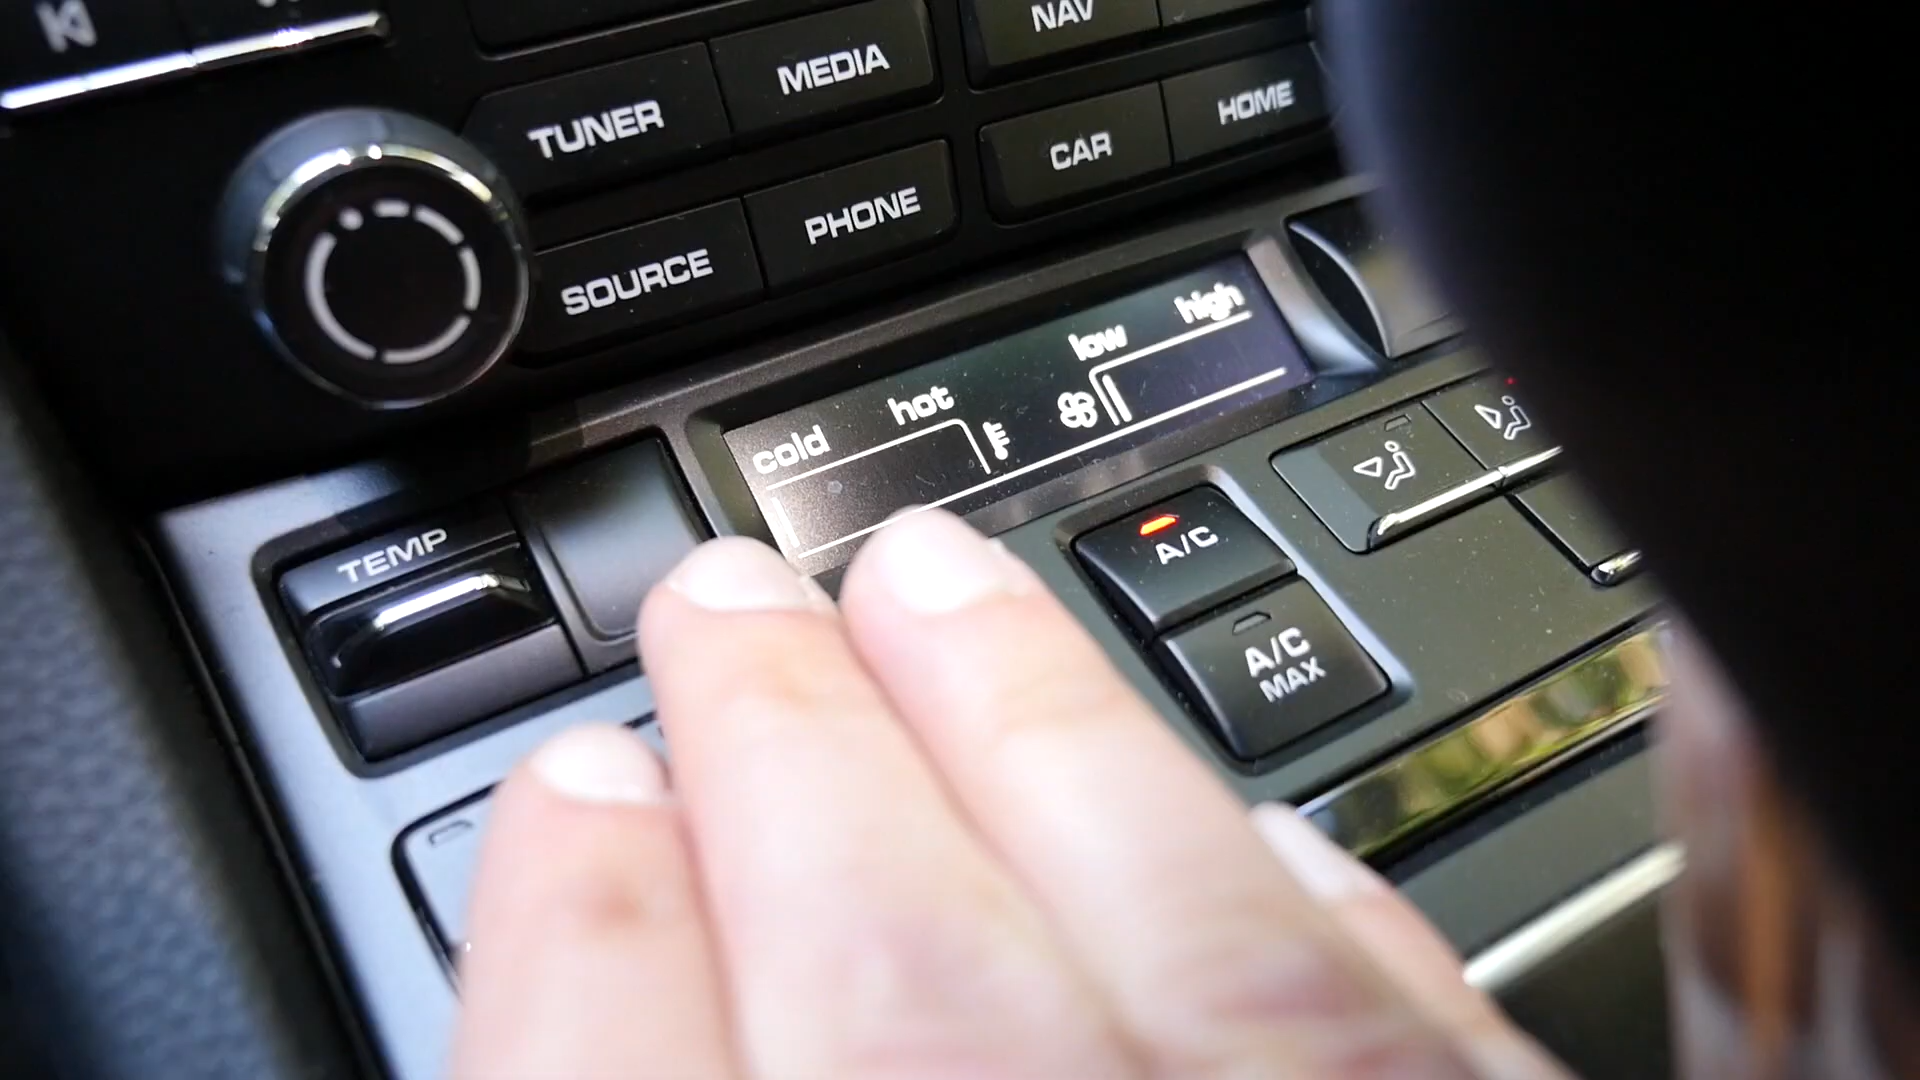 NAV
MEDIA
TUNER
HOME
CAR
PHONE
SOURCE
high
low
hot
cold
TEMP
A/C
A/C
MAX